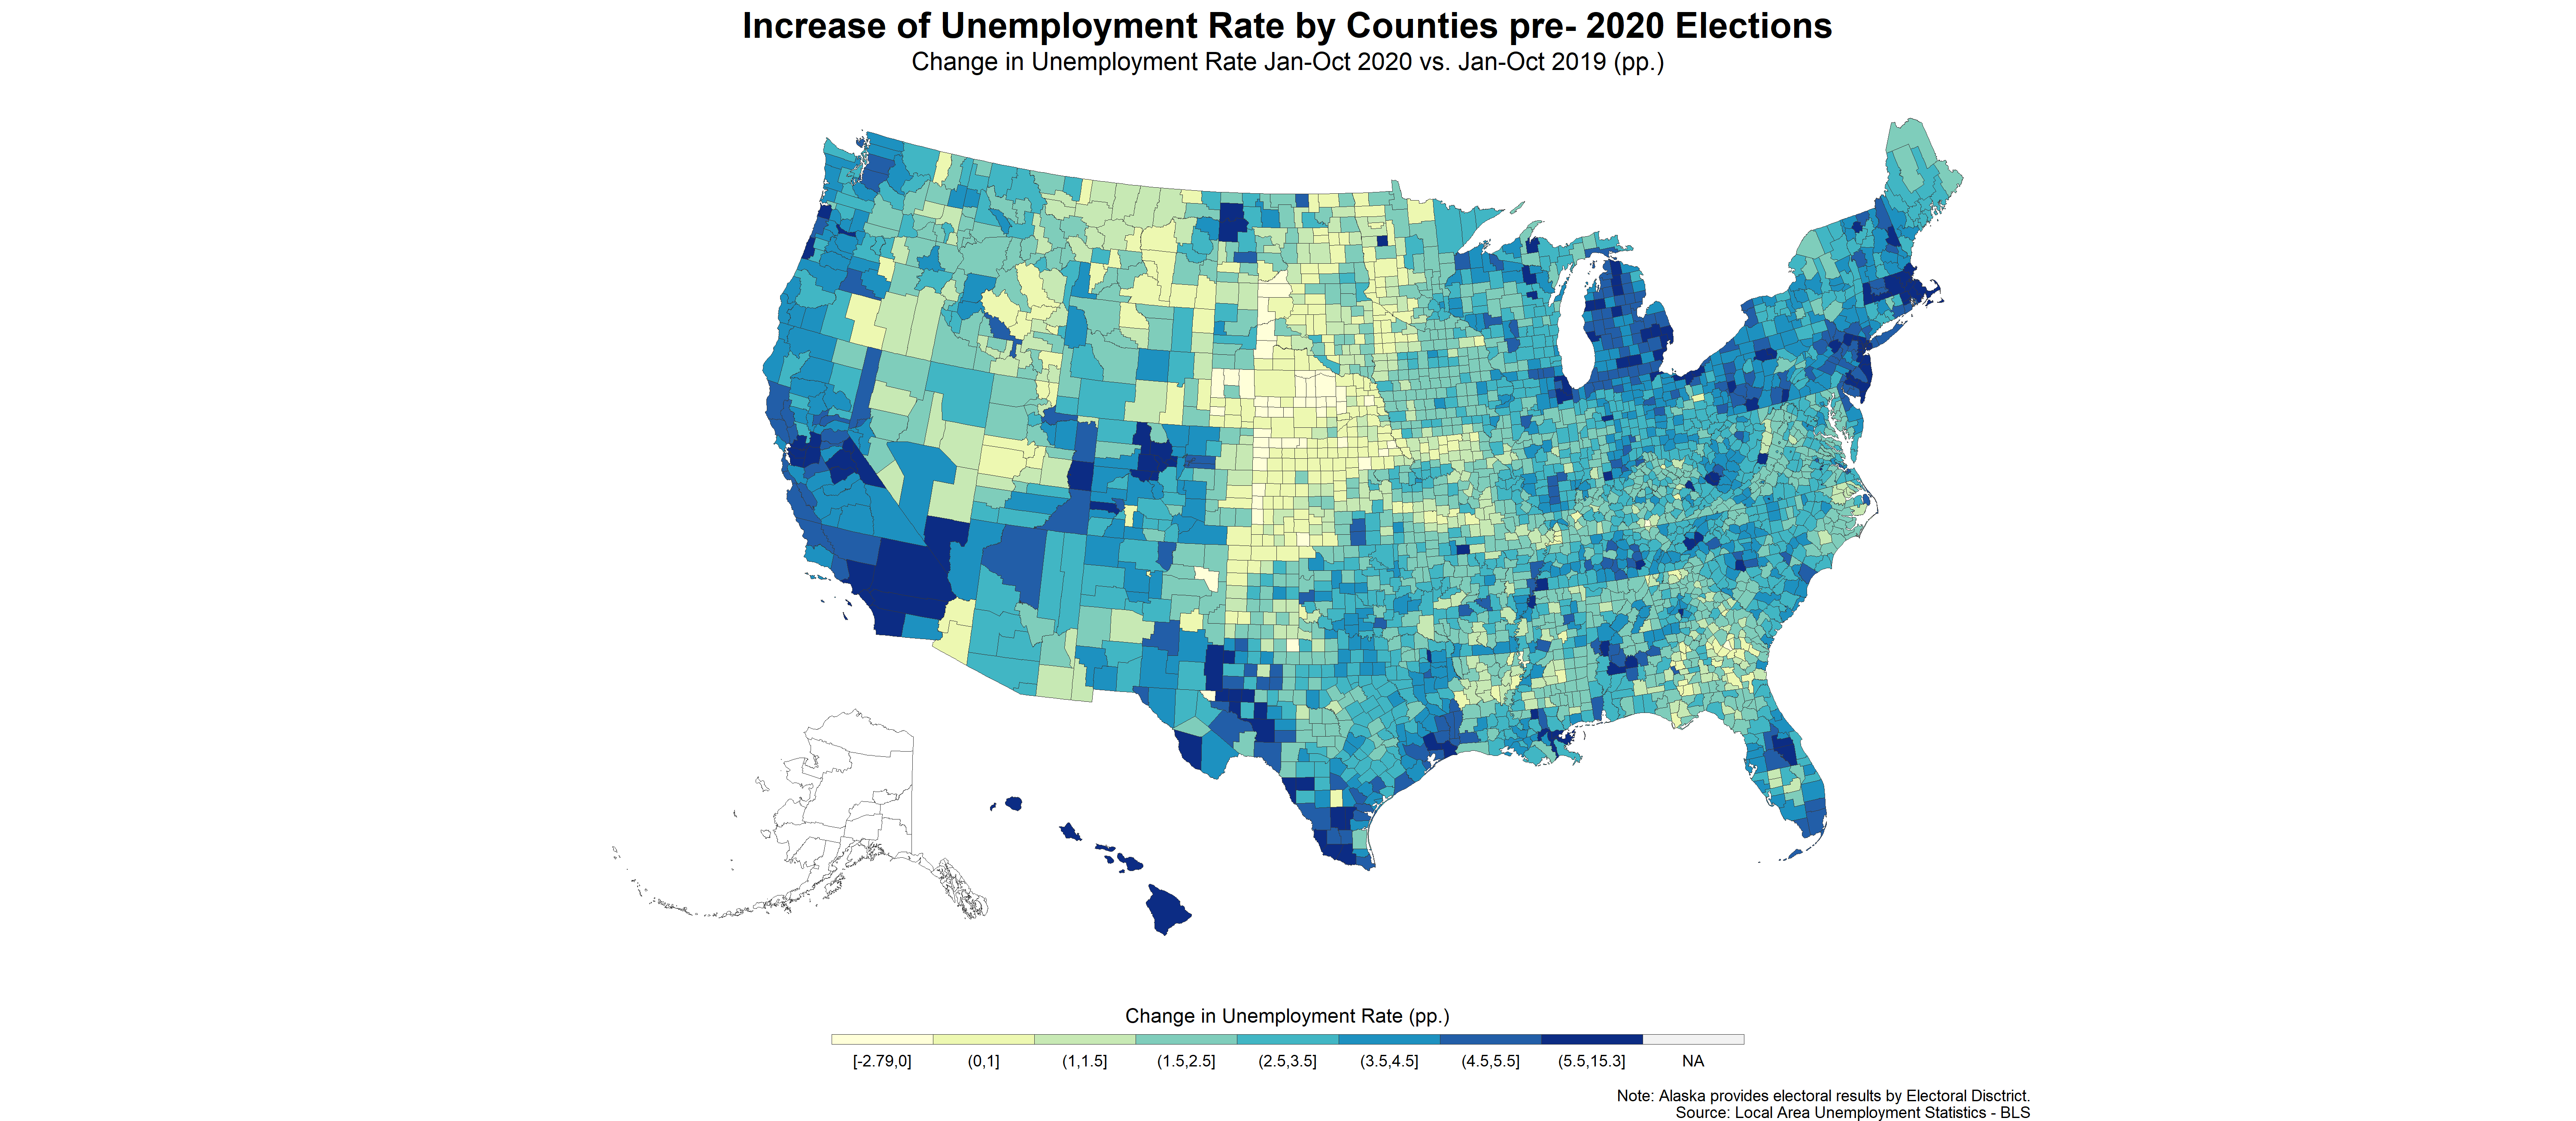 Increase of Unemployment Rate by Counties pre- 2020 Elections
Change in Unemployment Rate Jan-Oct 2020 vs. Jan-Oct 2019 (pp.)
Change in Unemployment Rate (pp.)
[-2.79,0] (0,1] (1,1.5] (1.5,2.5] (2.5,3.5] (3.5,4.5] (4.5,5.5] (5.5,15.3] NA
Note: Alaska provides electoral results by Electoral Disctrict.
Source: Local Area Unemployment Statistics - BLS